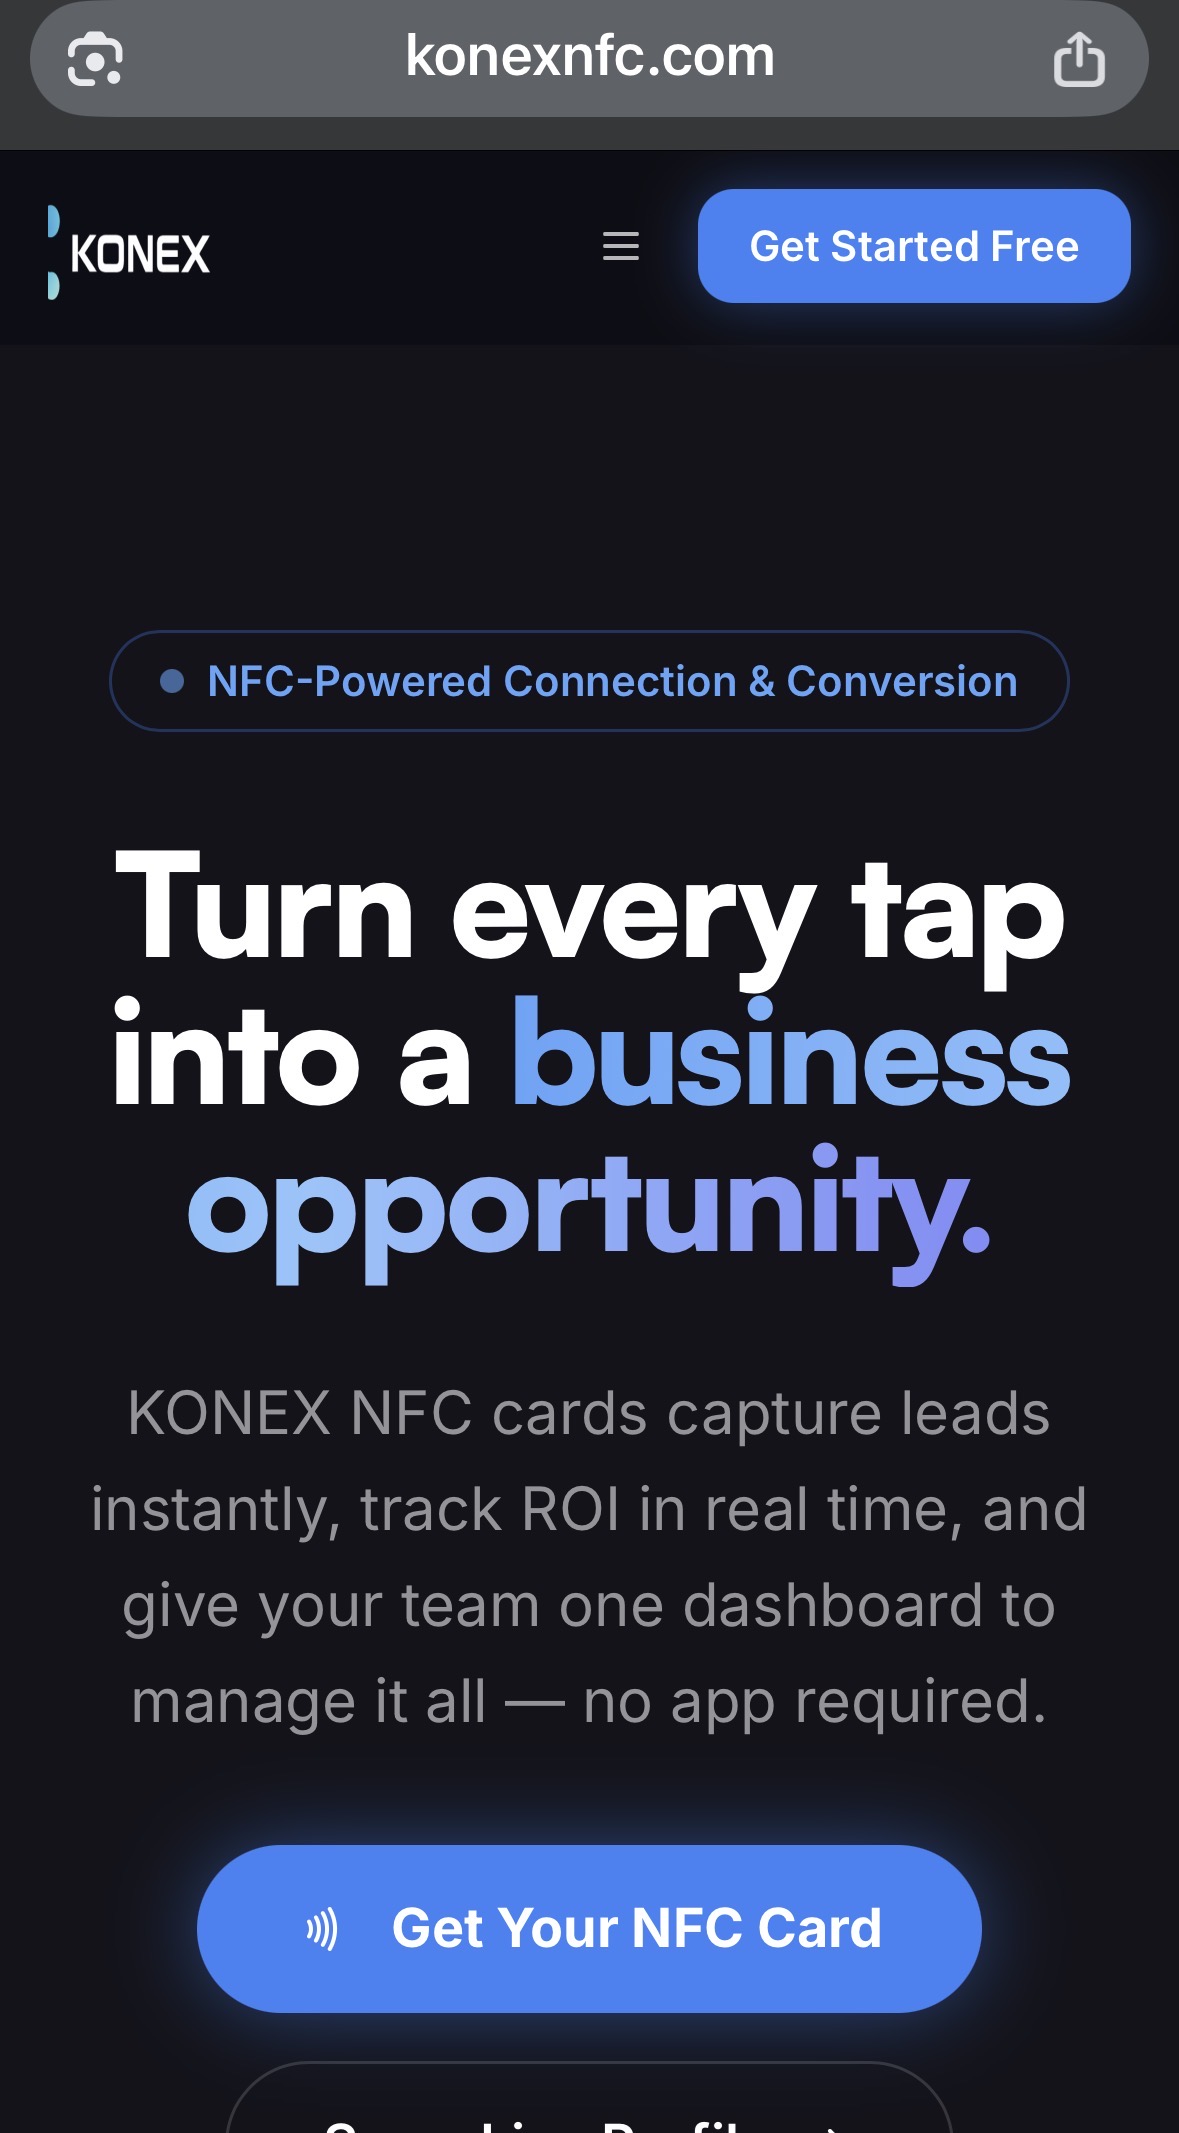 konexnfc.com
KONEX
Get Started Free
NFC-Powered Connection & Conversion
Turn every tap
into a business
opportunity.
KONEX NFC cards capture leads
instantly, track ROI in real time, and
give your team one dashboard to
manage it all — no app required.
Get Your NFC Card